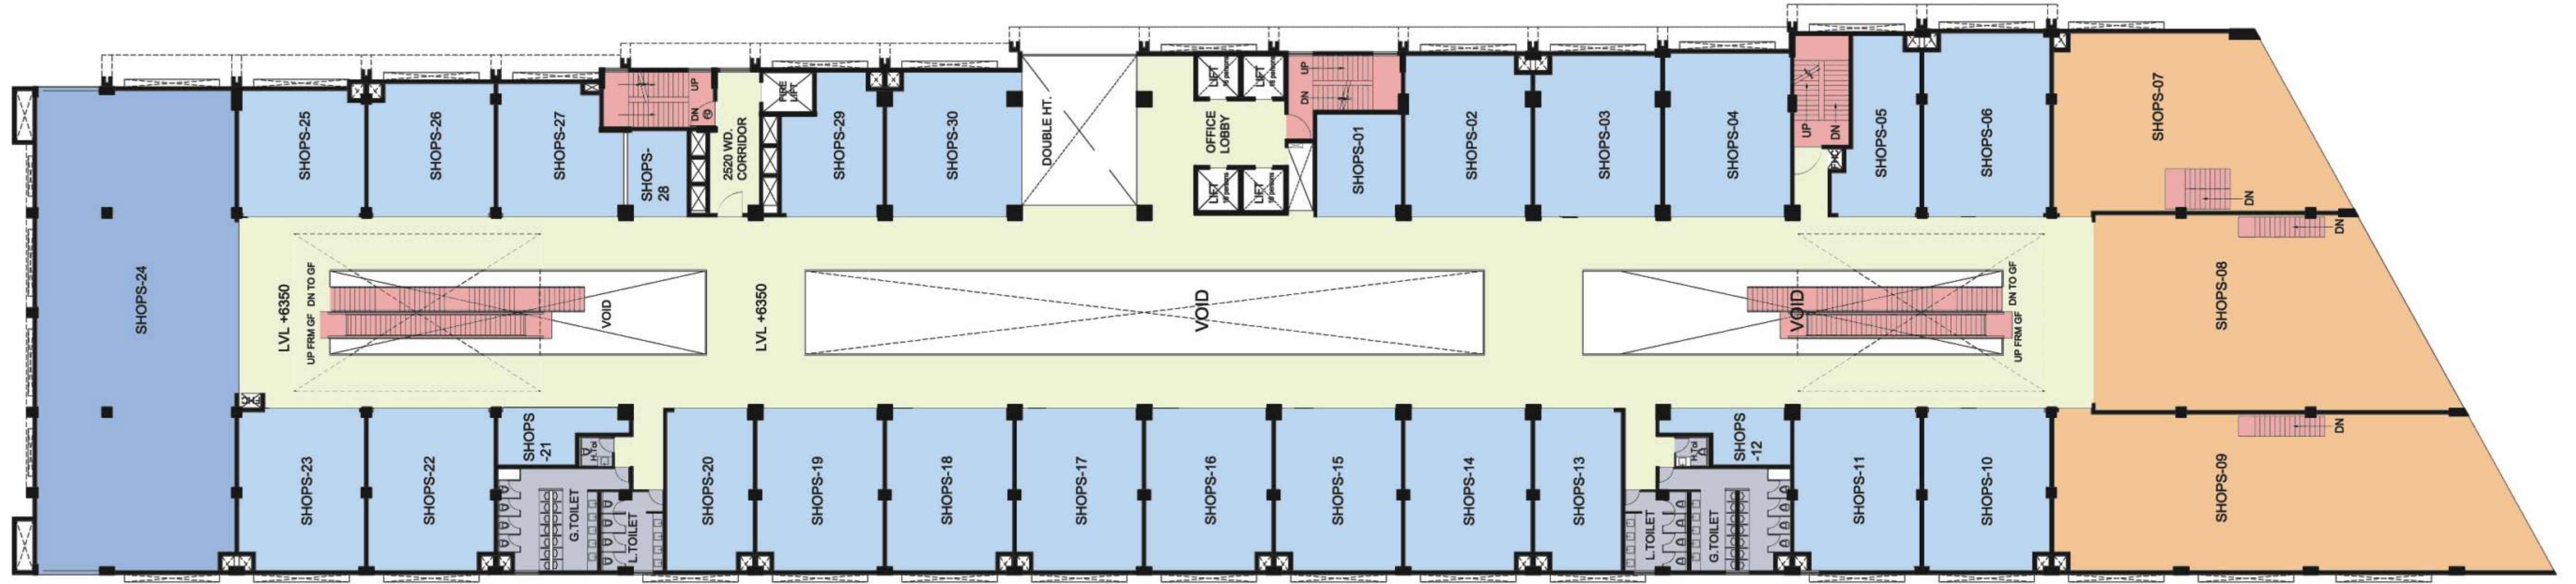 SHOPS-24
SHOPS-25
SHOPS-26
SHOPS-27
UP
DN
SHOPS-
28
2520 WD.
CORRIDOR
FIRE
LIFT
SHOPS-29
SHOPS-30
DOUBLE HT.
OFFICE
LOBBY
LIFT
LIFT
LIFT
LIFT
UP
DN
SHOPS-01
SHOPS-02
SHOPS-03
SHOPS-04
UP
DN
SHOPS-05
SHOPS-06
SHOPS-07
DN
LVL +6350
UP FRM GF
DN TO GF
VOID
LVL +6350
VOID
VOID
UP FRM GF
DN TO GF
DN
SHOPS-08
SHOPS-23
SHOPS-22
SHOPS
-21
H.Toi
G.TOILET
L.TOILET
SHOPS-20
SHOPS-19
SHOPS-18
SHOPS-17
SHOPS-16
SHOPS-15
SHOPS-14
SHOPS-13
L.TOILET
G.TOILET
H.Toi
SHOPS
-12
SHOPS-11
SHOPS-10
SHOPS-09
DN